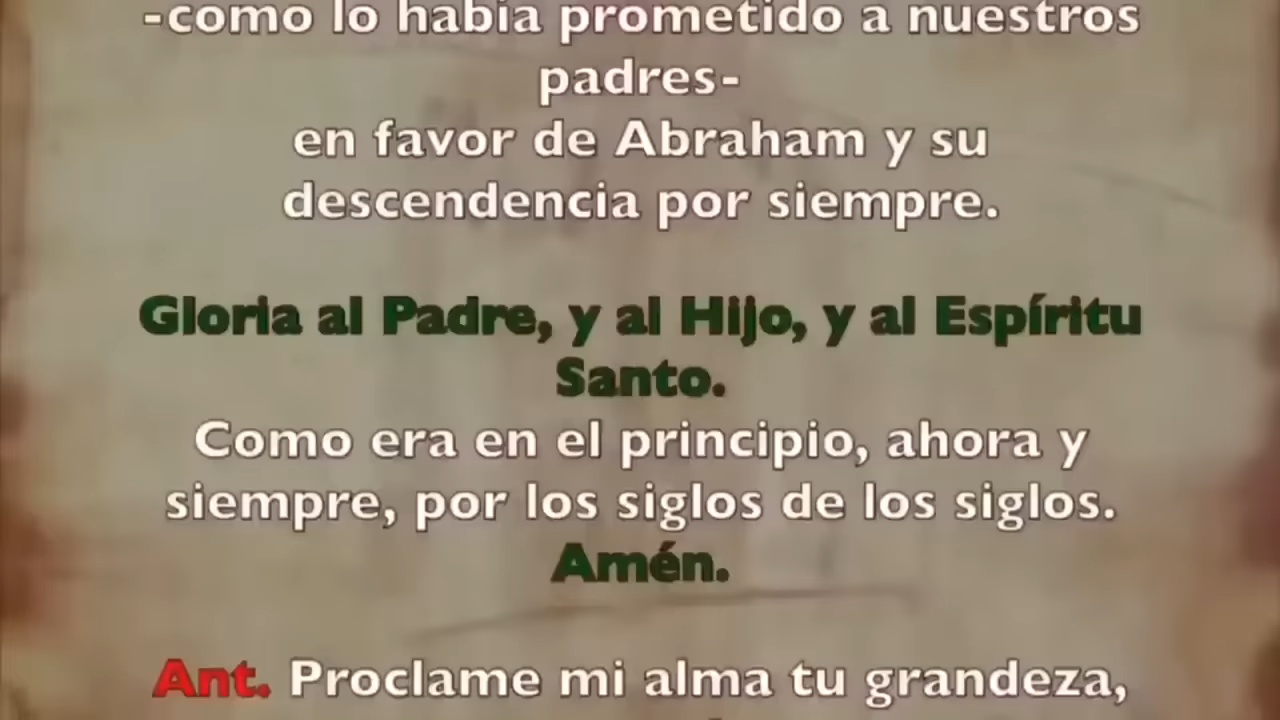 -como lo había prometido a nuestros
padres-
en favor de Abraham y su
descendencia por siempre.
Gloria al Padre, y al Hijo, y al Espíritu
Santo.
Como era en el principio, ahora y
siempre, por los siglos de los siglos.
Amén.
Ant. Proclame mi alma tu grandeza,